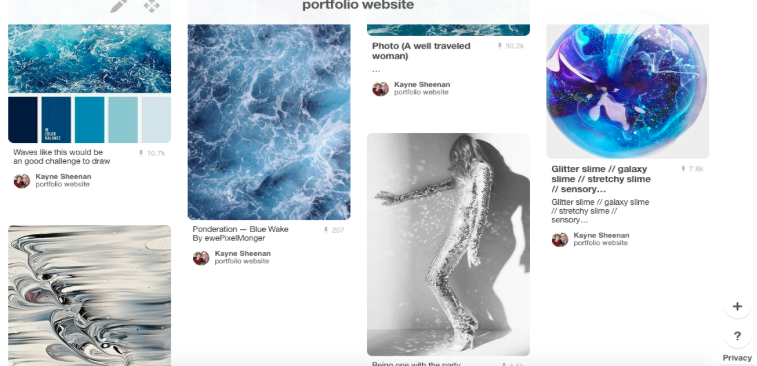 portfolio website
IN
COLOR
BALANCE
Waves like this would be
an good challenge to draw
10.7k
Kayne Sheenan
portfolio website
Ponderation — Blue Wake
By ewePixelMonger
207
Kayne Sheenan
portfolio website
Photo (A well traveled
woman)
30.2k
...
Kayne Sheenan
portfolio website
Being one with the party
Glitter slime // galaxy
slime // stretchy slime
// sensory...
7.8k
Glitter slime // galaxy slime
// stretchy slime //
sensory...
Kayne Sheenan
portfolio website
+
?
Privacy